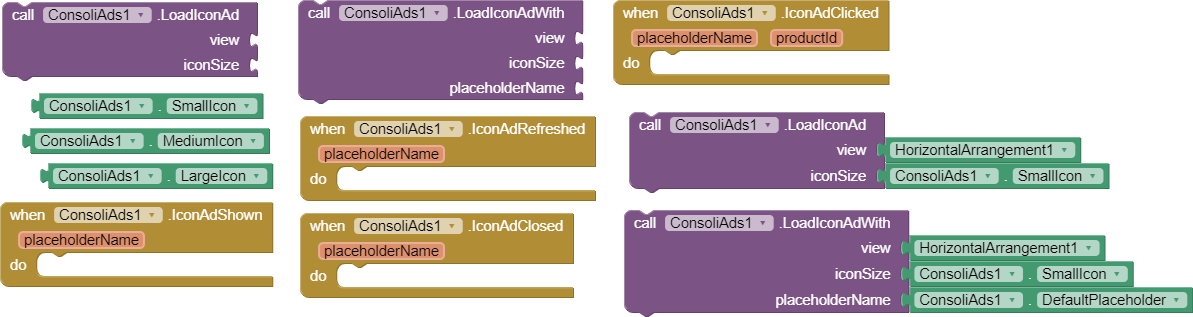 call ConsoliAds1 .LoadIconAd
view
iconSize
ConsoliAds1 . SmallIcon
ConsoliAds1 . MediumIcon
ConsoliAds1 . LargeIcon
when ConsoliAds1 .IconAdShown
placeholderName
do
call ConsoliAds1 .LoadIconAdWith
view
iconSize
placeholderName
when ConsoliAds1 .IconAdRefreshed
placeholderName
do
when ConsoliAds1 .IconAdClosed
placeholderName
do
when ConsoliAds1 .IconAdClicked
placeholderName productId
do
call ConsoliAds1 .LoadIconAd
view HorizontalArrangement1
iconSize ConsoliAds1 . SmallIcon
call ConsoliAds1 .LoadIconAdWith
view HorizontalArrangement1
iconSize ConsoliAds1 . SmallIcon
placeholderName ConsoliAds1 . DefaultPlaceholder